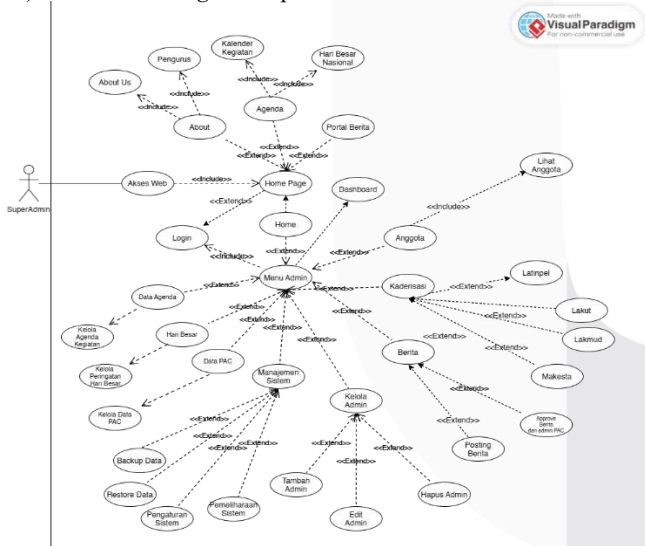 Made with
Visual Paradigm
For non-commercial use
Kalender
Kegiatan
Hari Besar
Nasional
Pengurus
About Us
<<Include>>
<<Include>>
<<Include>>
<<Include>>
Agenda
About
Portal Berita
<<Extend>>
<<Extend>>
<<Extend>>
Lihat
Anggota
SuperAdmin
Akses Web
<<Include>>
Home Page
Dashboard
<<Extend>>
<<Include>>
Home
Login
Anggota
<<Include>>
<<Extend>>
<<Extend>>
Menu Admin
Latinpel
Kaderisasi
Data Agenda
<<Extend>>
<<Extend>>
<<Extend>>
<<Extend>>
Lakut
<<Extend>>
Lakmud
Kelola
Agenda
Kegiatan
Hari Besar
<<Extend>>
<<Extend>>
<<Extend>>
<<Extend>>
<<Extend>>
Berita
Makesta
Data PAC
Kelola
Peringatan
Hari Besar
Manajemen
Sistem
Kelola
Admin
<<Extend>>
Kelola Data
PAC
<<Extend>>
Approve
Berita
dari admin PAC
<<Extend>>
<<Extend>>
<<Extend>>
<<Extend>>
<<Extend>>
<<Extend>>
<<Extend>>
Posting
Berita
Backup Data
Tambah
Admin
Hapus Admin
Restore Data
Pemeliharaan
Sistem
Pengaturan
Sistem
Edit
Admin